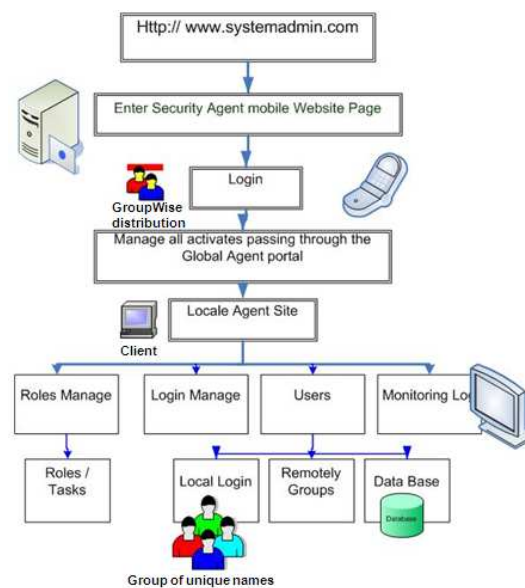 Http:// www.systemadmin.com
Enter Security Agent mobile Website Page
Login
GroupWise
distribution
Manage all activates passing through the
Global Agent portal
Locale Agent Site
Client
Roles Manage
Login Manage
Users
Monitoring
Roles /
Tasks
Local Login
Remotely
Groups
Data Base
Database
Group of unique names